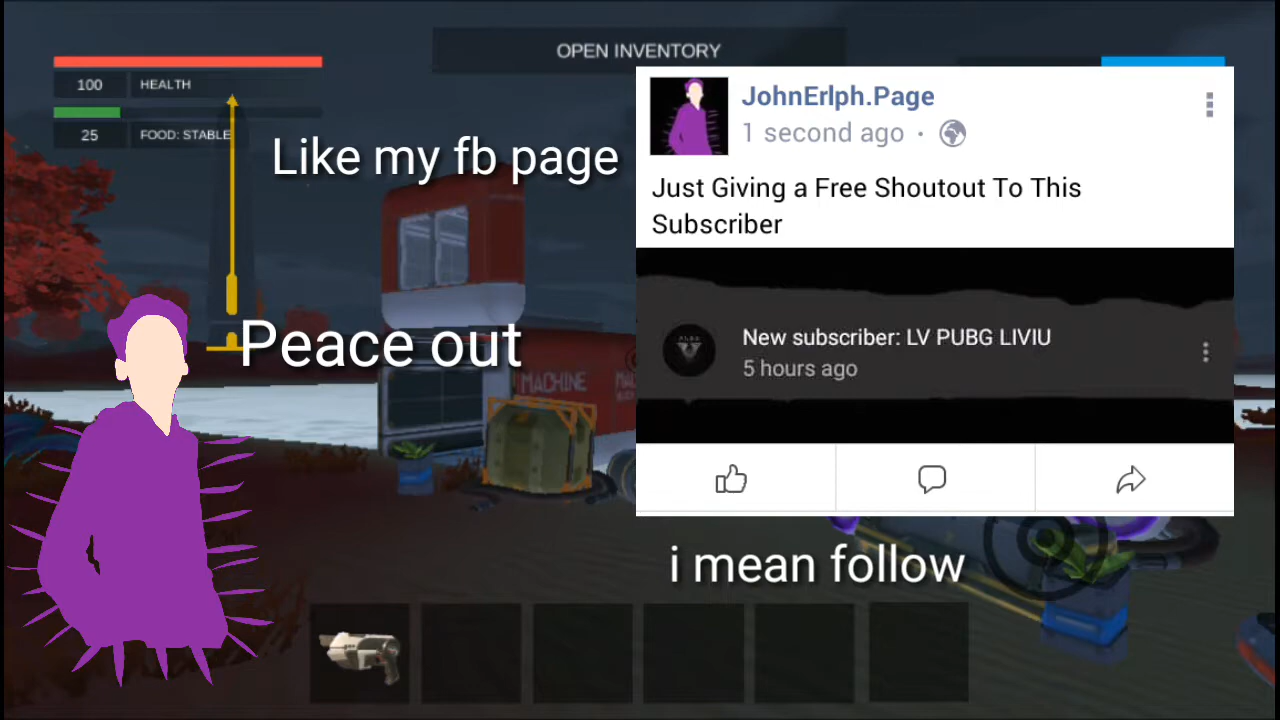 OPEN INVENTORY
100 HEALTH
25 FOOD: STABLE
Like my fb page
JohnErlph.Page
1 second ago ·
Just Giving a Free Shoutout To This
Subscriber
Peace out
New subscriber: LV PUBG LIVIU
5 hours ago
MACHINE
i mean follow